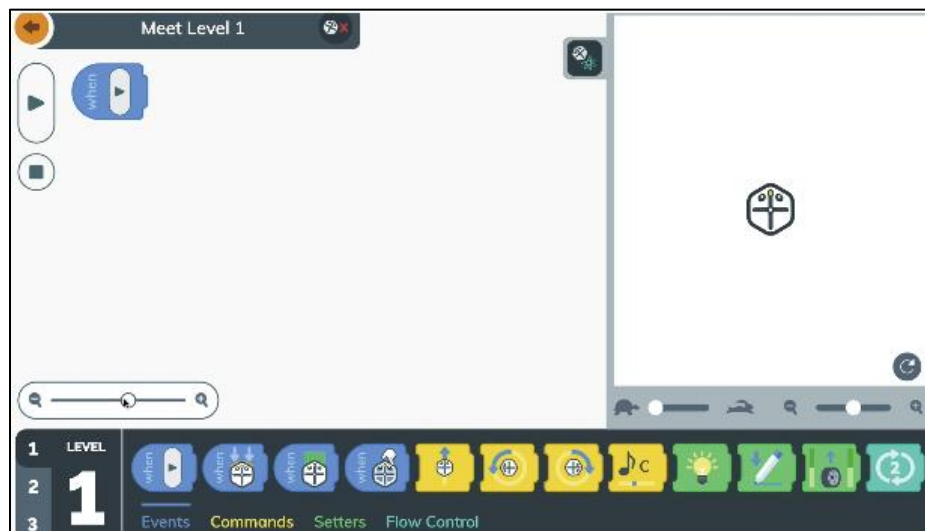 Meet Level 1
when
1 LEVEL
2 1
3
when when when when C 2
Events Commands Setters Flow Control